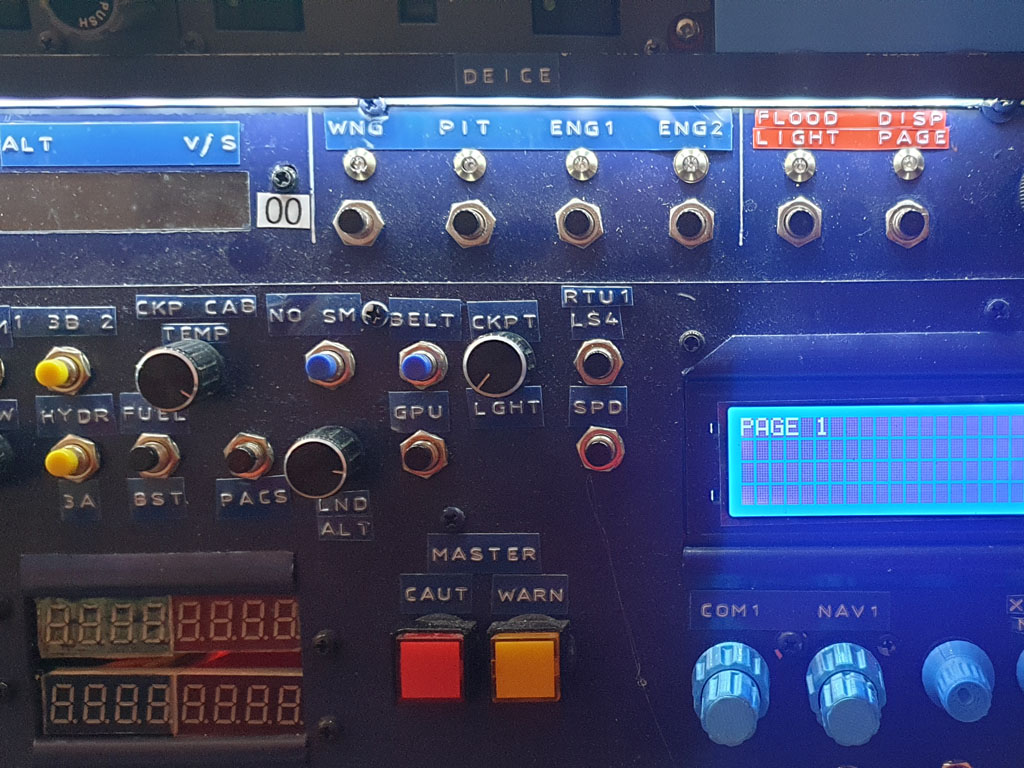 PUSH
DEICE
ALT V/S
WNG PIT ENG1 ENG2
FLOOD DISP
LIGHT PAGE
00
1 3B 2
CKP CAB
TEMP
NO SM
BELT
CKPT
RTU1
LS4
HYDR
FUEL
GPU
LGHT
SPD
3A
BST
PACS
LND
ALT
PAGE 1
MASTER
CAUT WARN
COM1 NAV1